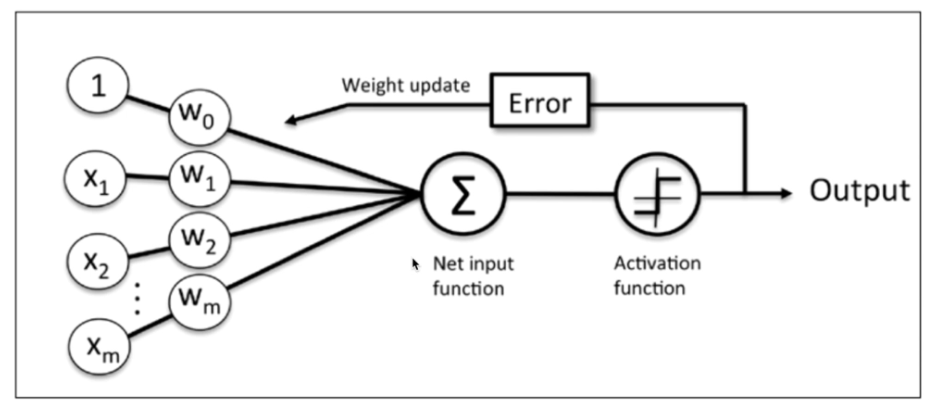 1
w₀
Weight update
Error
x₁
w₁
Σ
Output
x₂
w₂
Net input
function
Activation
function
xₘ
wₘ